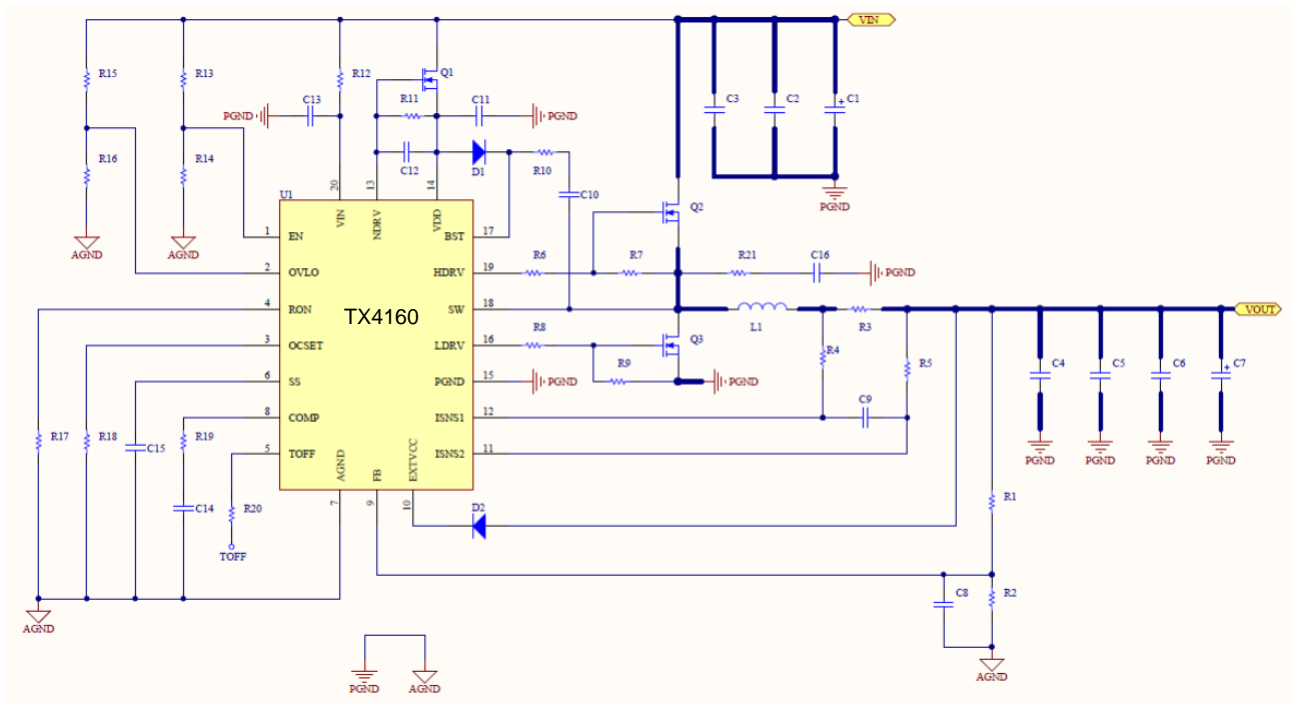 VIN
R15
R13
R12
Q1
C3
C2
C1
C13
R11
C11
PGND
PGND
R16
R14
C12
D1
R10
C10
PGND
U1
20
13
14
VIN
NDRV
VDD
Q2
1
EN
BST
17
AGND
AGND
R6
R7
R21
C16
2
OVLO
HDRV
19
PGND
4
RON
TX4160
SW
18
VOUT
L1
R3
R8
3
OCSET
LDRV
16
Q3
R4
R9
R5
C4
C5
C6
C7
6
SS
PGND
15
PGND
PGND
C9
8
COMP
ISNS1
12
R17
R18
C15
R19
5
TOFF
ISNS2
11
PGND
PGND
PGND
PGND
AGND
FB
EXTVCC
7
9
10
C14
R20
D2
R1
TOFF
C8
R2
AGND
AGND
PGND
AGND